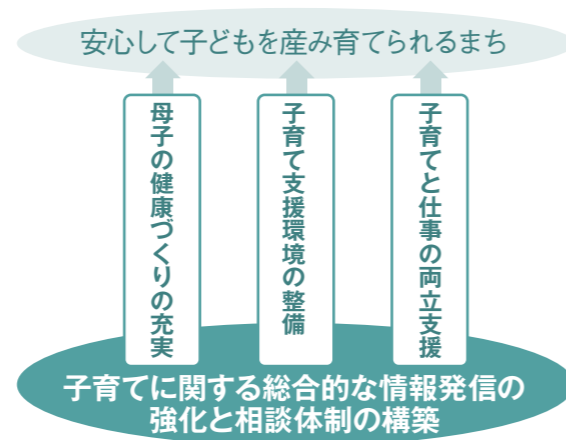 安心して子どもを産み育てられるまち
母子の健康づくりの充実
子育て支援環境の整備
子育てと仕事の両立支援
子育てに関する総合的な情報発信の
強化と相談体制の構築